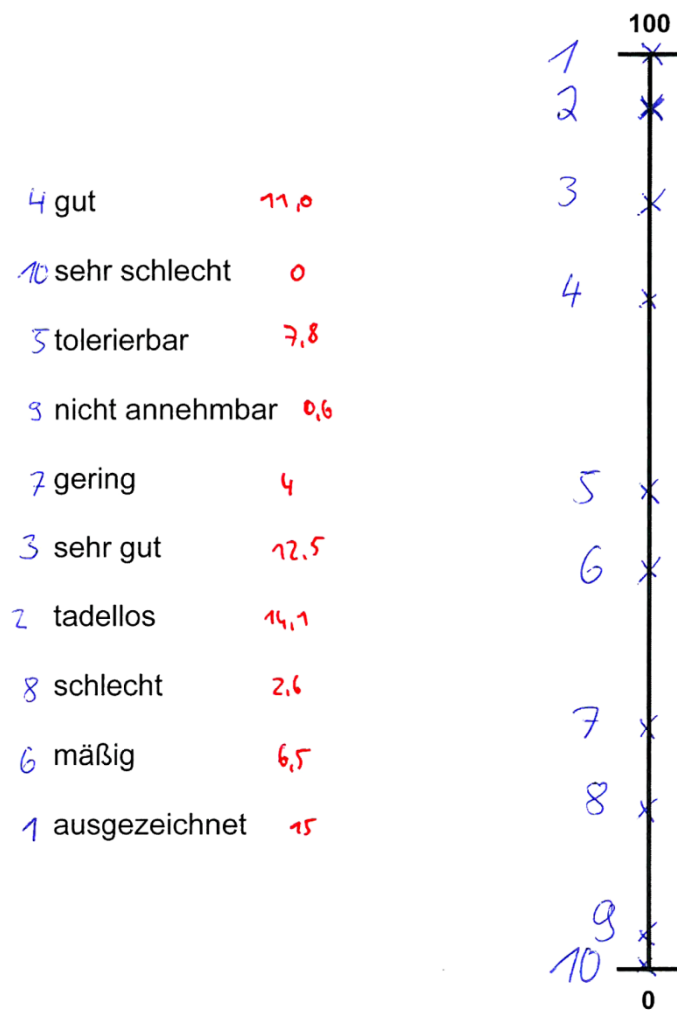 100
1
2
4 gut 11,0
3
10 sehr schlecht 0
4
5 tolerierbar 7,8
9 nicht annehmbar 0,6
7 gering 4
5
3 sehr gut 12,5
6
2 tadellos 14,1
8 schlecht 2,6
7
6 mäßig 6,5
8
1 ausgezeichnet 15
9
10
0